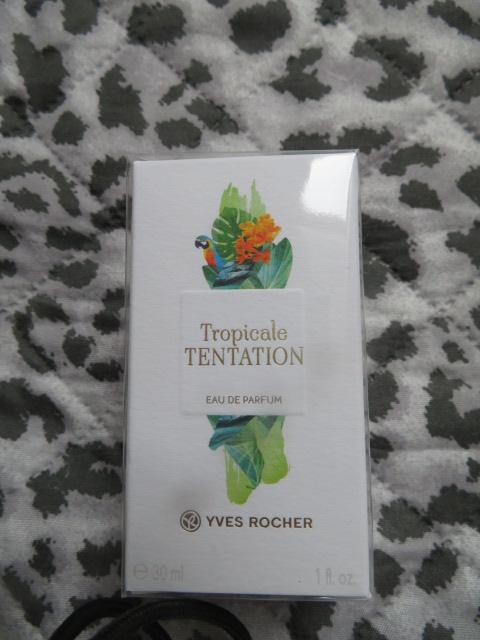 Tropicale
TENTATION
EAU DE PARFUM
YVES ROCHER
℮ 30 ml 1 fl. oz.